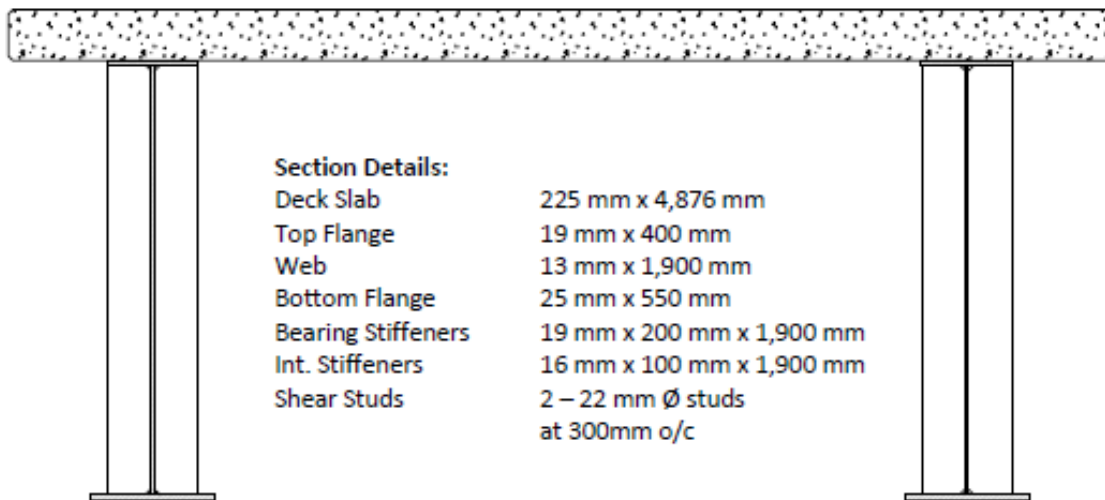 Section Details:
Deck Slab 225 mm x 4,876 mm
Top Flange 19 mm x 400 mm
Web 13 mm x 1,900 mm
Bottom Flange 25 mm x 550 mm
Bearing Stiffeners 19 mm x 200 mm x 1,900 mm
Int. Stiffeners 16 mm x 100 mm x 1,900 mm
Shear Studs 2 – 22 mm Ø studs
at 300mm o/c